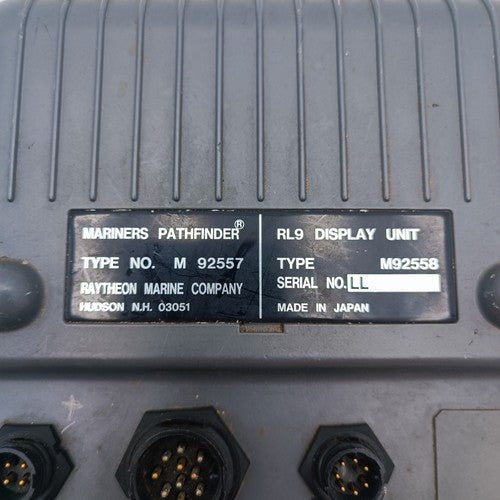 MARINERS PATHFINDER®
TYPE NO. M 92557
RAYTHEON MARINE COMPANY
HUDSON N.H. 03051
RL9 DISPLAY UNIT
TYPE M92558
SERIAL NO. LL
MADE IN JAPAN